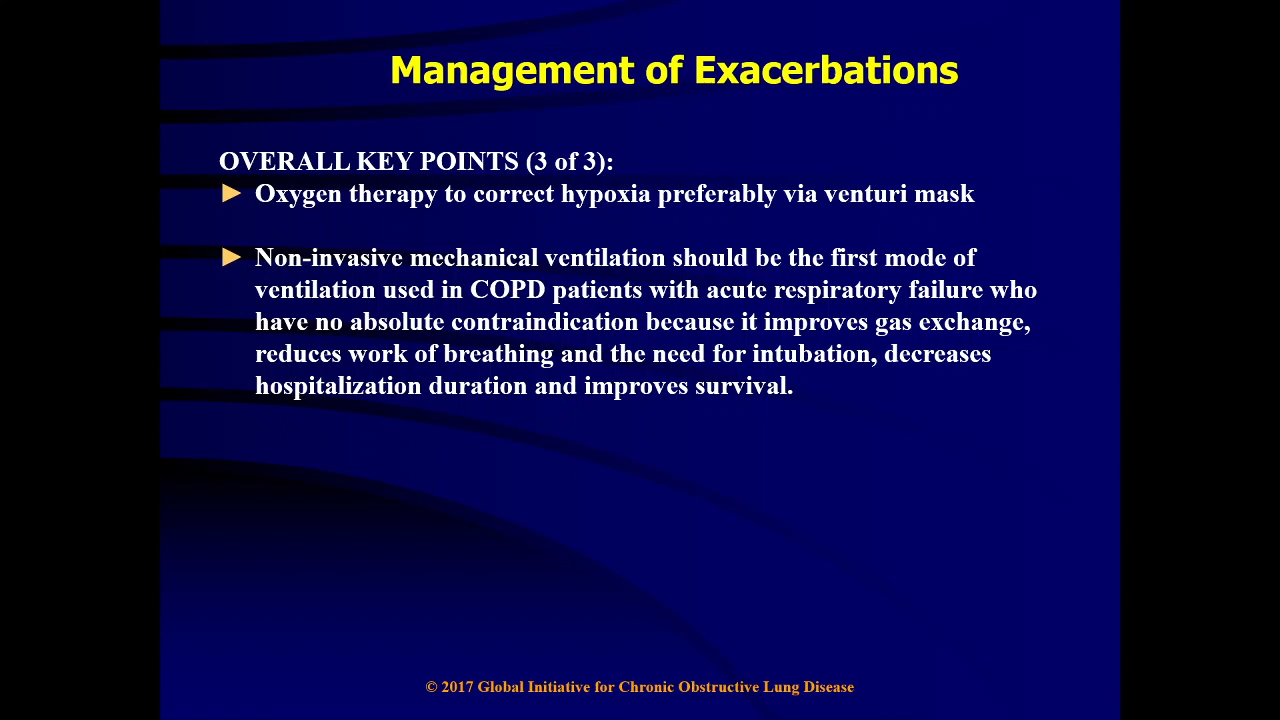 Management of Exacerbations
OVERALL KEY POINTS (3 of 3):
► Oxygen therapy to correct hypoxia preferably via venturi mask
► Non-invasive mechanical ventilation should be the first mode of
ventilation used in COPD patients with acute respiratory failure who
have no absolute contraindication because it improves gas exchange,
reduces work of breathing and the need for intubation, decreases
hospitalization duration and improves survival.
© 2017 Global Initiative for Chronic Obstructive Lung Disease